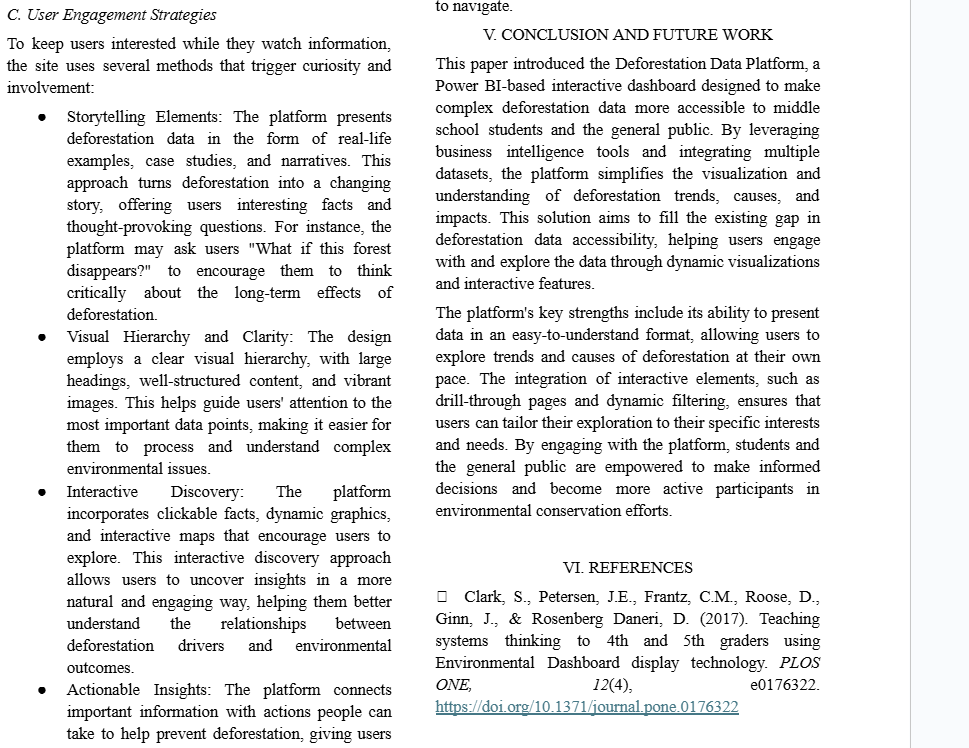 C. User Engagement Strategies
To keep users interested while they watch information,
the site uses several methods that trigger curiosity and
involvement:
● Storytelling Elements: The platform presents
deforestation data in the form of real-life
examples, case studies, and narratives. This
approach turns deforestation into a changing
story, offering users interesting facts and
thought-provoking questions. For instance, the
platform may ask users "What if this forest
disappears?" to encourage them to think
critically about the long-term effects of
deforestation.
● Visual Hierarchy and Clarity: The design
employs a clear visual hierarchy, with large
headings, well-structured content, and vibrant
images. This helps guide users' attention to the
most important data points, making it easier for
them to process and understand complex
environmental issues.
● Interactive Discovery: The platform
incorporates clickable facts, dynamic graphics,
and interactive maps that encourage users to
explore. This interactive discovery approach
allows users to uncover insights in a more
natural and engaging way, helping them better
understand the relationships between
deforestation drivers and environmental
outcomes.
● Actionable Insights: The platform connects
important information with actions people can
take to help prevent deforestation, giving users
to navigate.
V. CONCLUSION AND FUTURE WORK
This paper introduced the Deforestation Data Platform, a
Power BI-based interactive dashboard designed to make
complex deforestation data more accessible to middle
school students and the general public. By leveraging
business intelligence tools and integrating multiple
datasets, the platform simplifies the visualization and
understanding of deforestation trends, causes, and
impacts. This solution aims to fill the existing gap in
deforestation data accessibility, helping users engage
with and explore the data through dynamic visualizations
and interactive features.
The platform's key strengths include its ability to present
data in an easy-to-understand format, allowing users to
explore trends and causes of deforestation at their own
pace. The integration of interactive elements, such as
drill-through pages and dynamic filtering, ensures that
users can tailor their exploration to their specific interests
and needs. By engaging with the platform, students and
the general public are empowered to make informed
decisions and become more active participants in
environmental conservation efforts.
VI. REFERENCES
□ Clark, S., Petersen, J.E., Frantz, C.M., Roose, D.,
Ginn, J., & Rosenberg Daneri, D. (2017). Teaching
systems thinking to 4th and 5th graders using
Environmental Dashboard display technology. PLOS
ONE, 12(4), e0176322.
https://doi.org/10.1371/journal.pone.0176322